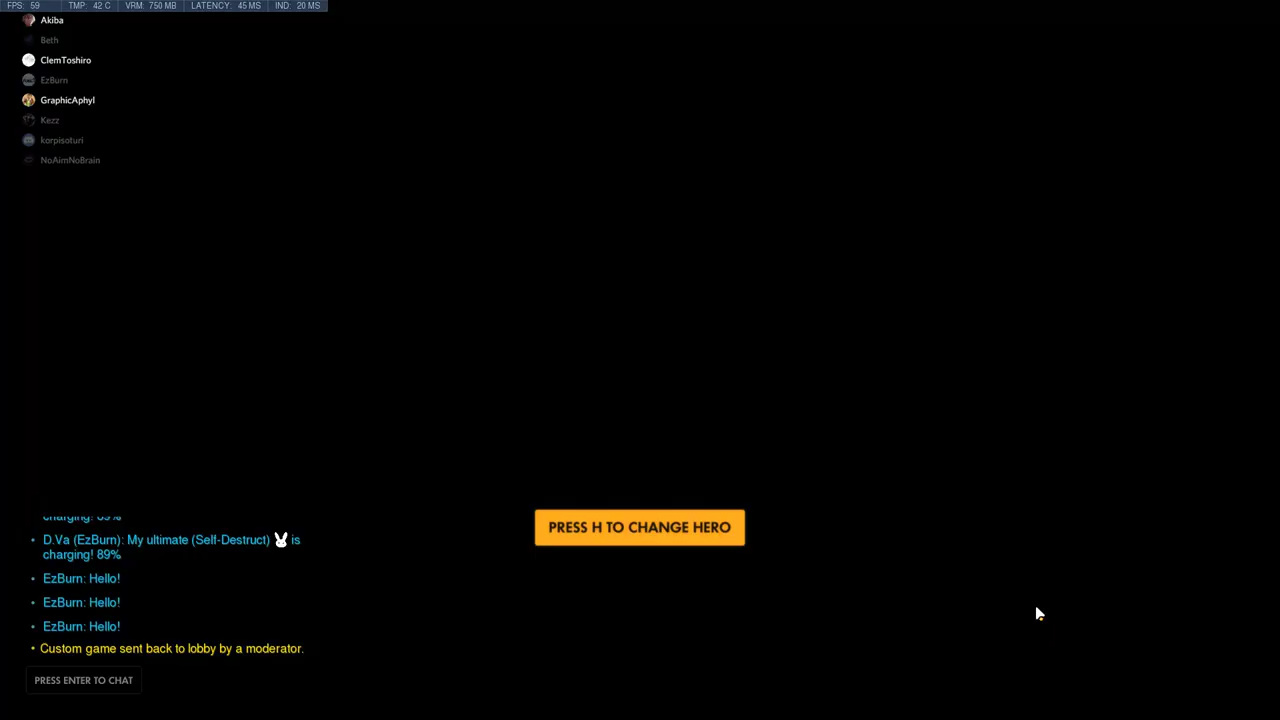 FPS: 59 TMP: 42 C VRM: 750 MB LATENCY: 45 MS IND: 20 MS
Akiba
Beth
ClemToshiro
EzBurn
GraphicAphyl
Kezz
korpisoturi
NoAimNoBrain
charging! 89%
D.Va (EzBurn): My ultimate (Self-Destruct) is
charging! 89%
EzBurn: Hello!
EzBurn: Hello!
EzBurn: Hello!
Custom game sent back to lobby by a moderator.
PRESS ENTER TO CHAT
PRESS H TO CHANGE HERO